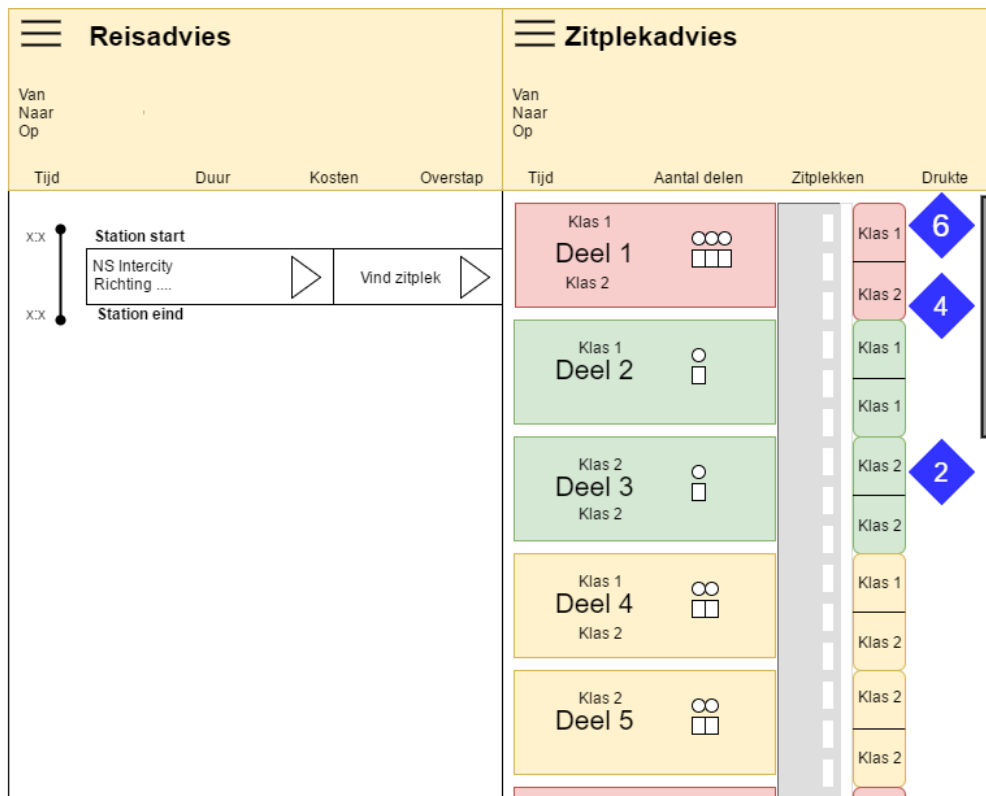 Reisadvies
Van
Naar
Op
Tijd Duur Kosten Overstap
x:x
Station start
NS Intercity
Richting ....
Vind zitplek
x:x
Station eind
Zitplekadvies
Van
Naar
Op
Tijd Aantal delen Zitplekken Drukte
Klas 1
Deel 1
Klas 2
Klas 1
Klas 2
6
4
Klas 1
Deel 2
Klas 1
Klas 1
Klas 2
Deel 3
Klas 2
Klas 2
Klas 2
2
Klas 1
Deel 4
Klas 2
Klas 1
Klas 2
Klas 2
Deel 5
Klas 2
Klas 2